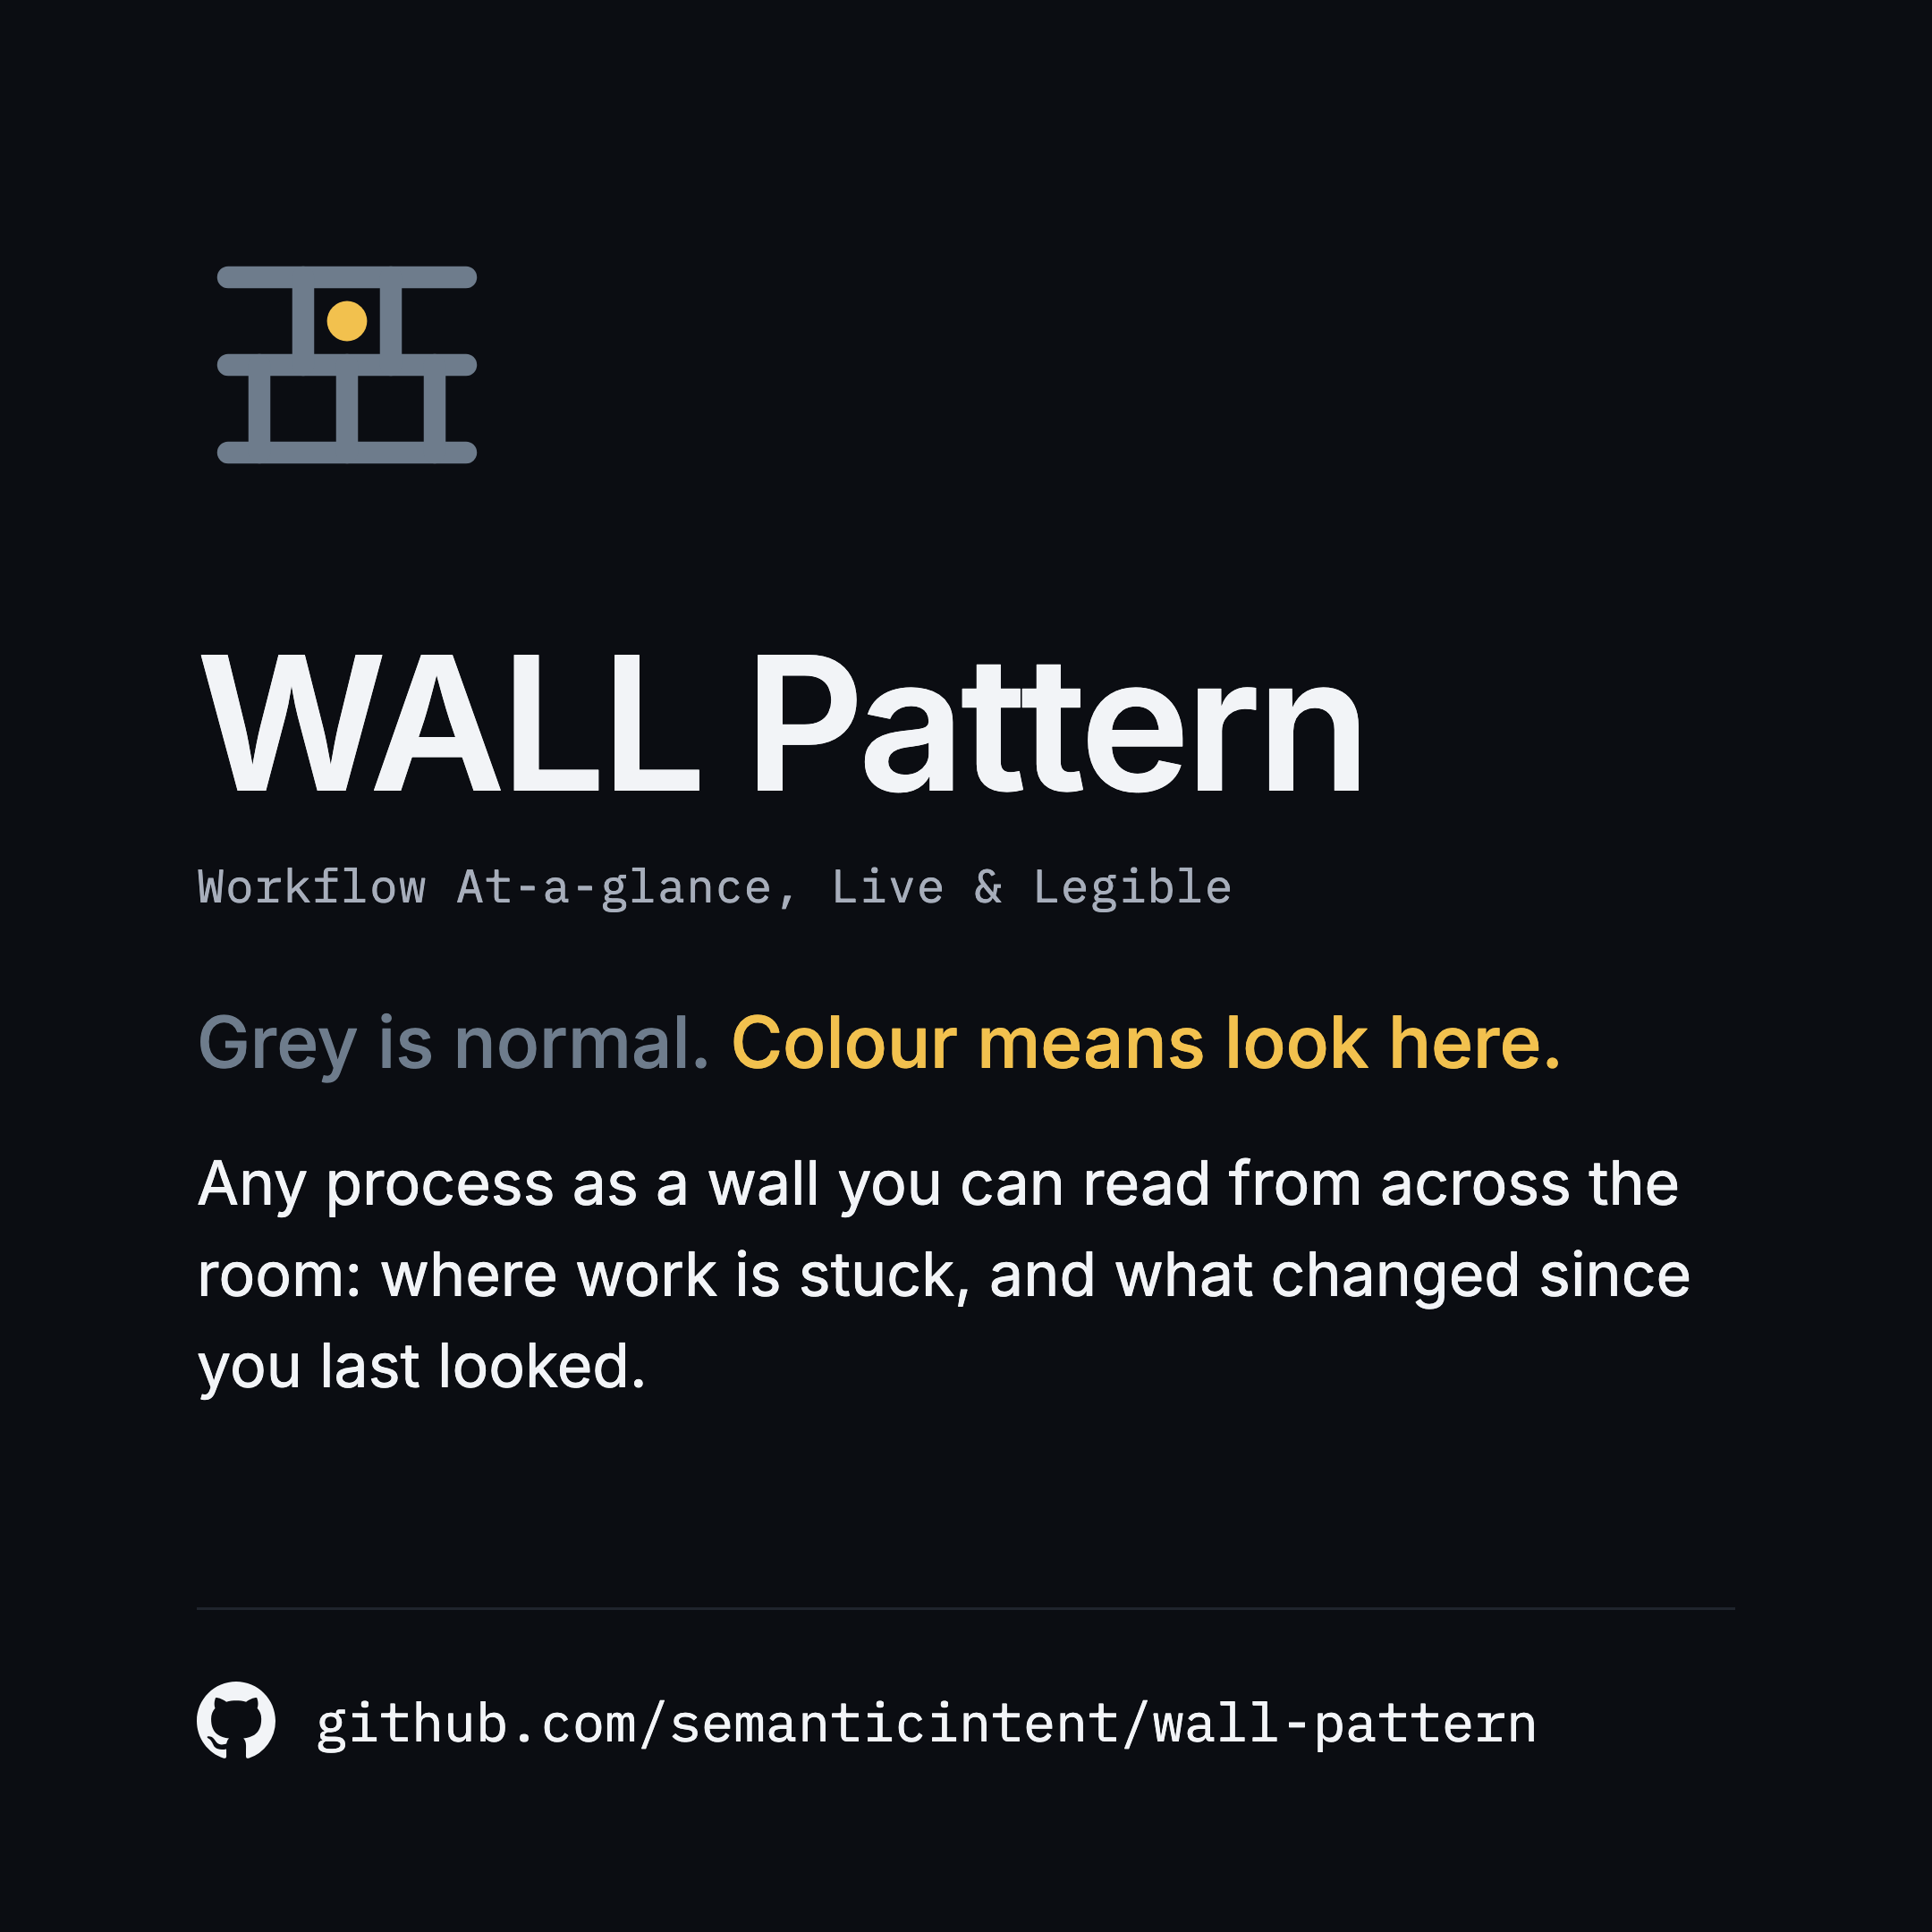 WALL Pattern
Workflow At-a-glance, Live & Legible
Grey is normal. Colour means look here.
Any process as a wall you can read from across the
room: where work is stuck, and what changed since
you last looked.
github.com/semanticintent/wall-pattern